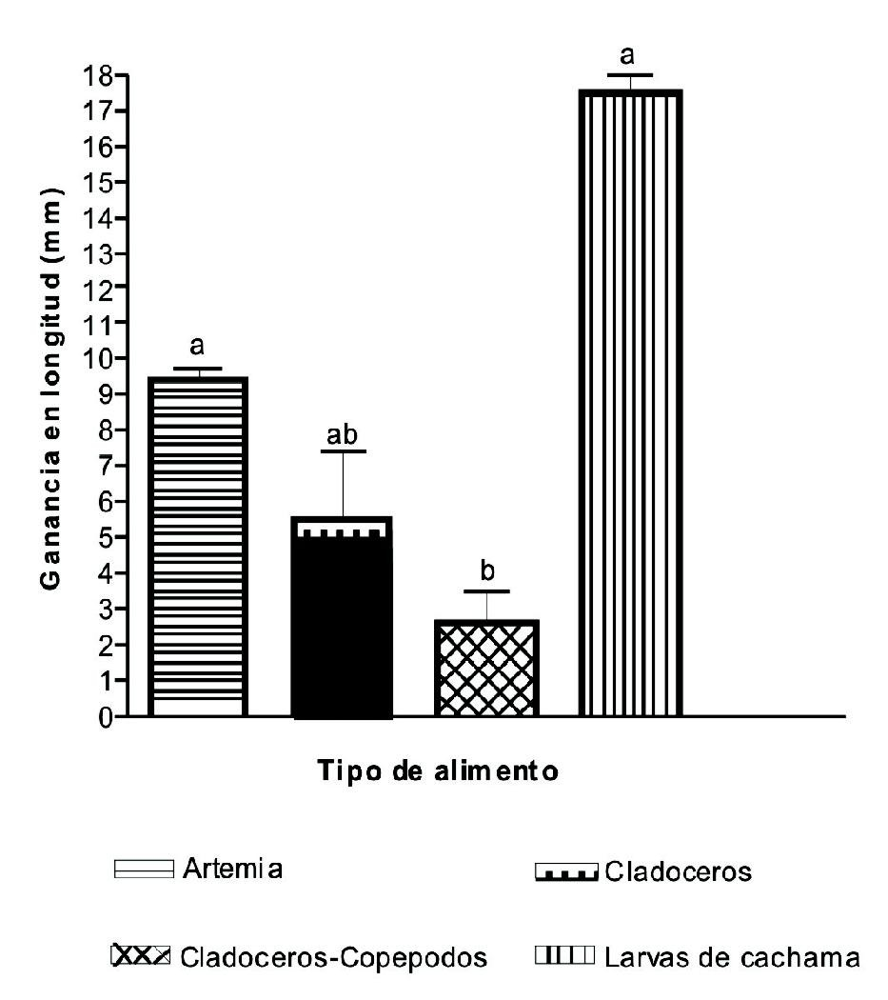 Ganancia en longitud (mm)
18
17
16
15
14
13
12
11
10
9
8
7
6
5
4
3
2
1
0
a
ab
b
a
Tipo de alimento
Artemia
Cladoceros
Cladoceros-Copepodos
Larvas de cachama